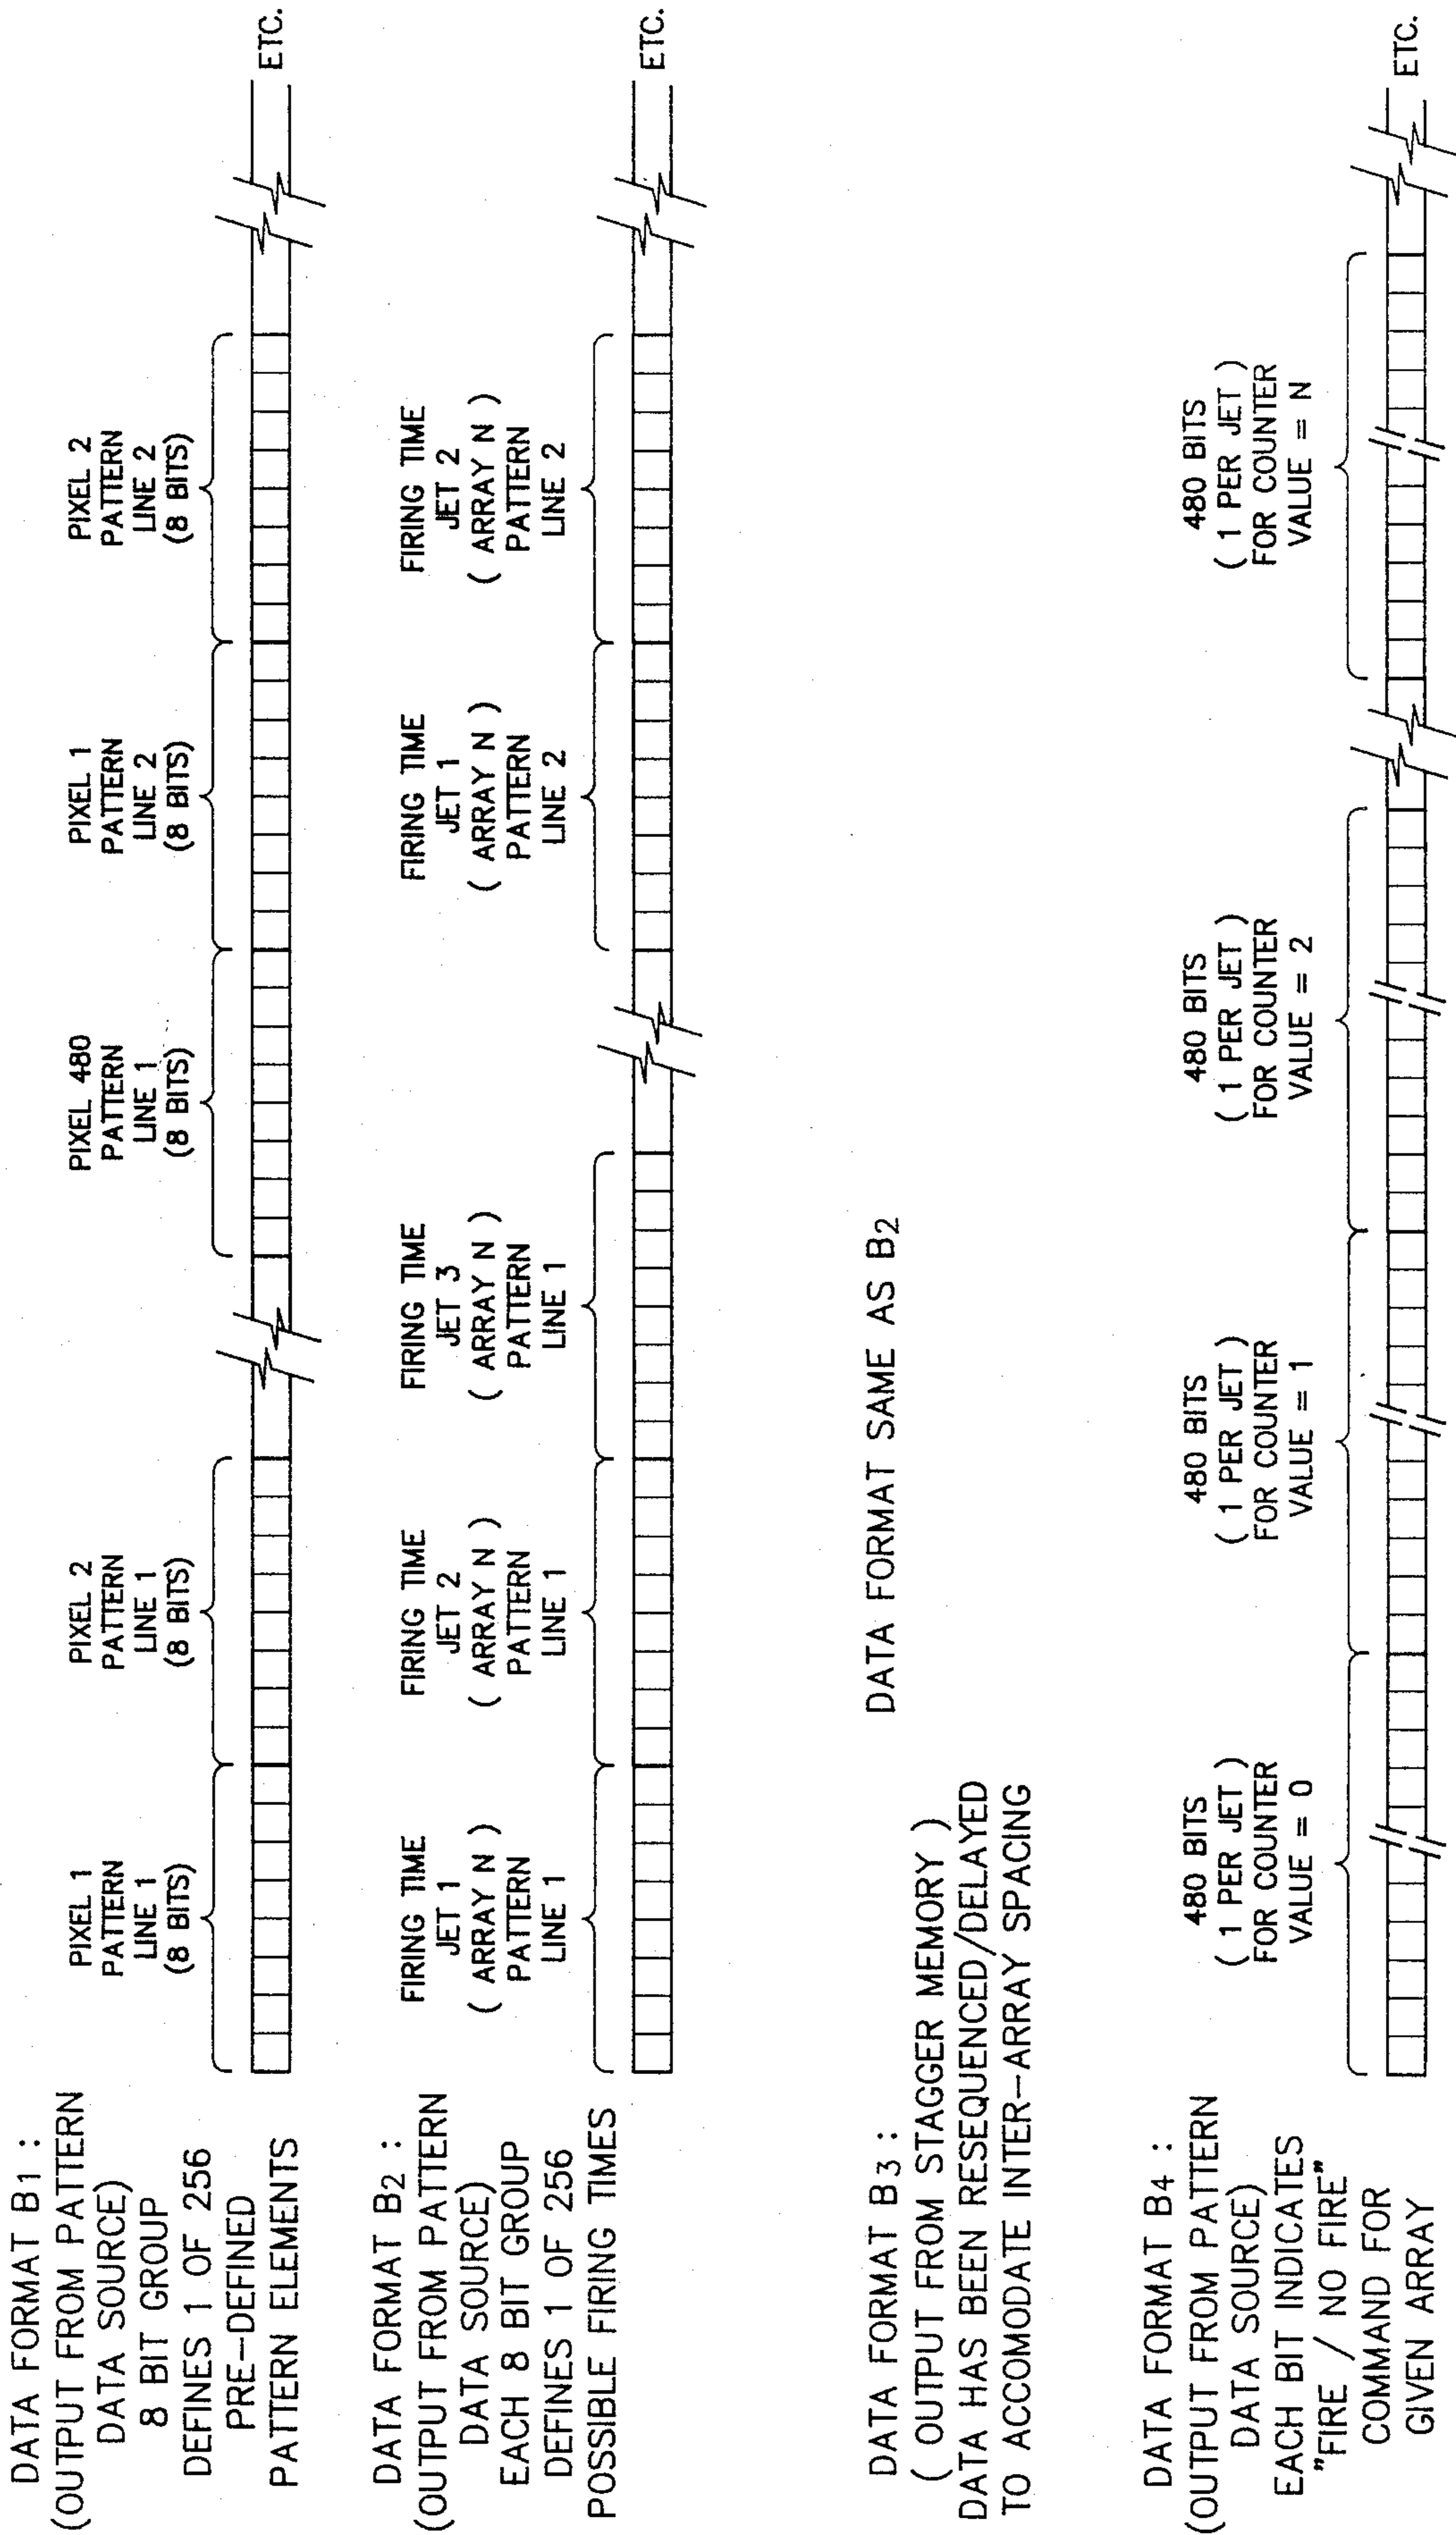 DATA FORMAT B1 :
(OUTPUT FROM PATTERN
DATA SOURCE)
8 BIT GROUP
DEFINES 1 OF 256
PRE-DEFINED
PATTERN ELEMENTS
PIXEL 1
PATTERN
LINE 1
(8 BITS)
PIXEL 2
PATTERN
LINE 1
(8 BITS)
PIXEL 480
PATTERN
LINE 1
(8 BITS)
PIXEL 1
PATTERN
LINE 2
(8 BITS)
PIXEL 2
PATTERN
LINE 2
(8 BITS)
ETC.
DATA FORMAT B2 :
(OUTPUT FROM PATTERN
DATA SOURCE)
EACH 8 BIT GROUP
DEFINES 1 OF 256
POSSIBLE FIRING TIMES
FIRING TIME
JET 1
( ARRAY N )
PATTERN
LINE 1
FIRING TIME
JET 2
( ARRAY N )
PATTERN
LINE 1
FIRING TIME
JET 3
( ARRAY N )
PATTERN
LINE 1
FIRING TIME
JET 1
( ARRAY N )
PATTERN
LINE 2
FIRING TIME
JET 2
( ARRAY N )
PATTERN
LINE 2
ETC.
DATA FORMAT B3 :
( OUTPUT FROM STAGGER MEMORY )
DATA HAS BEEN RESEQUENCED/DELAYED
TO ACCOMODATE INTER-ARRAY SPACING
DATA FORMAT SAME AS B2
DATA FORMAT B4 :
(OUTPUT FROM PATTERN
DATA SOURCE)
EACH BIT INDICATES
"FIRE / NO FIRE"
COMMAND FOR
GIVEN ARRAY
480 BITS
( 1 PER JET )
FOR COUNTER
VALUE = 0
480 BITS
( 1 PER JET )
FOR COUNTER
VALUE = 1
480 BITS
( 1 PER JET )
FOR COUNTER
VALUE = 2
480 BITS
( 1 PER JET )
FOR COUNTER
VALUE = N
ETC.